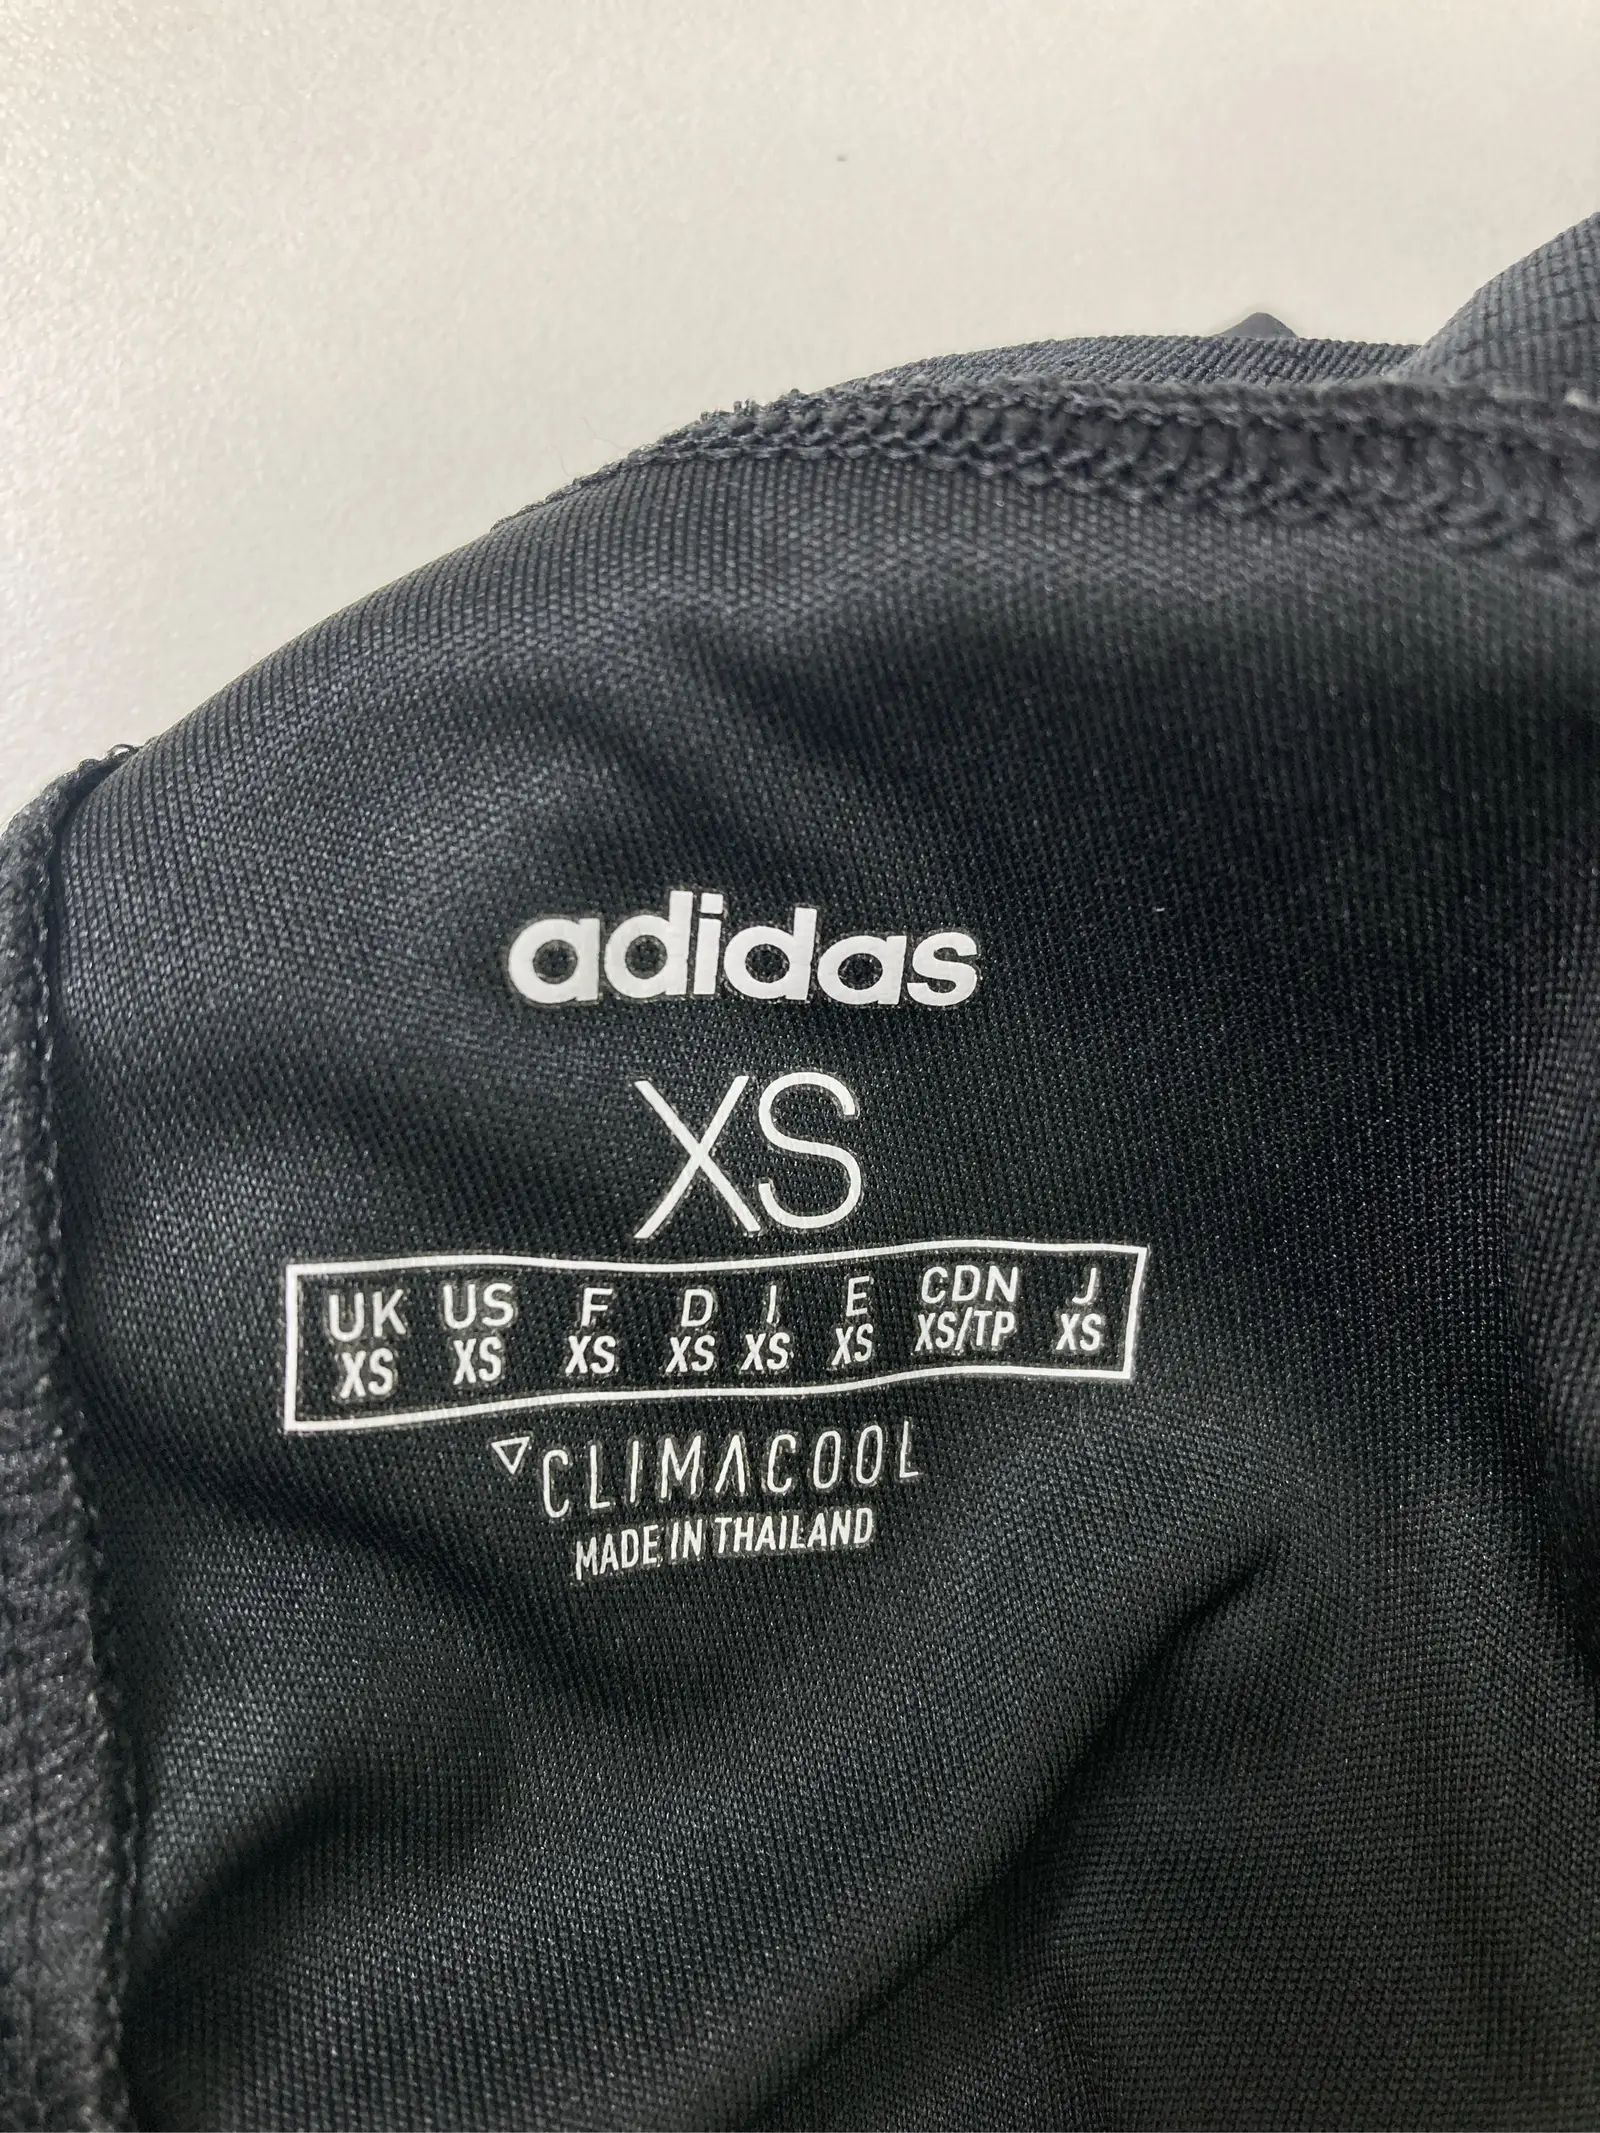 adidas
XS
UK US F D I E CDN J
XS XS XS XS XS XS XS/TP XS
CLIMACOOL
MADE IN THAILAND